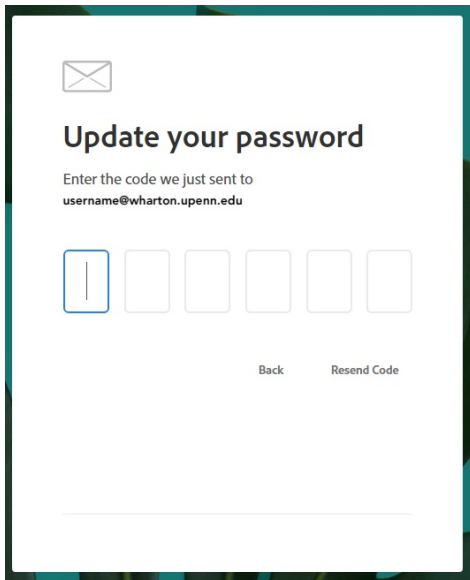 Update your password
Enter the code we just sent to
username@wharton.upenn.edu
Back Resend Code